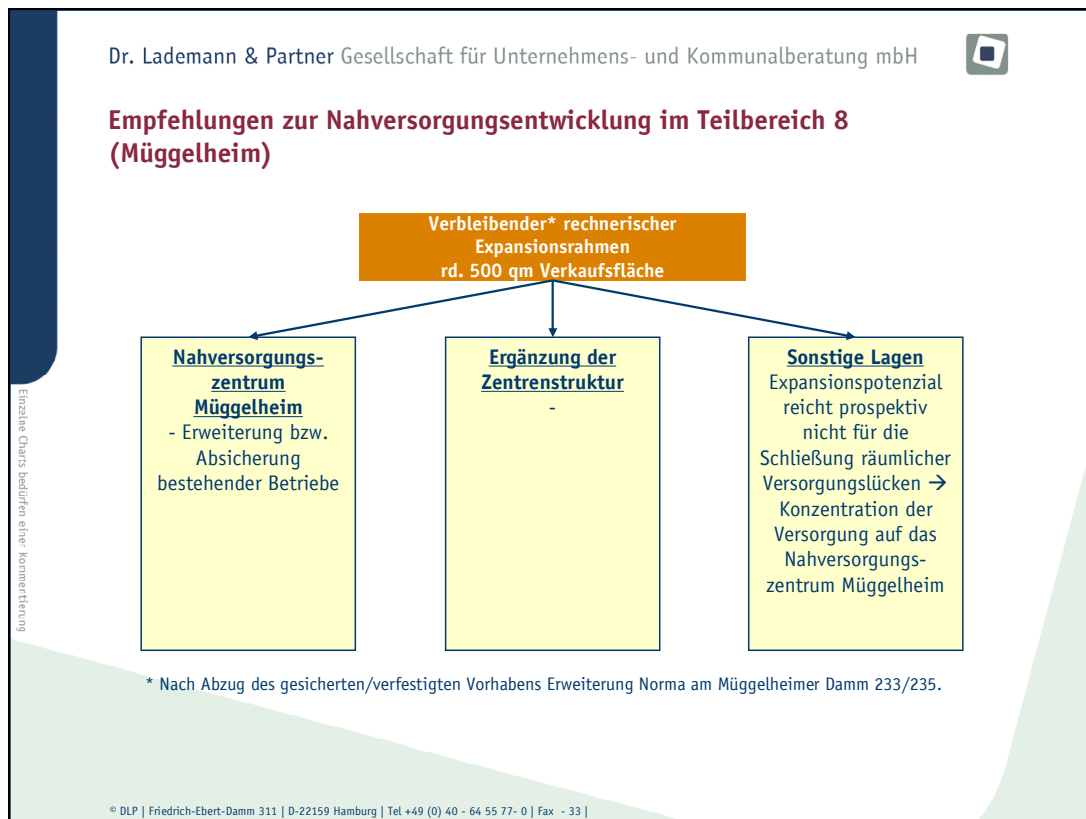 Dr. Lademann & Partner Gesellschaft für Unternehmens- und Kommunalberatung mbH
Empfehlungen zur Nahversorgungsentwicklung im Teilbereich 8
(Müggelheim)
Verbleibender* rechnerischer
Expansionsrahmen
rd. 500 qm Verkaufsfläche
Nahversorgungs-
zentrum
Müggelheim
- Erweiterung bzw.
Absicherung
bestehender Betriebe
Ergänzung der
Zentrenstruktur
-
Sonstige Lagen
Expansionspotenzial
reicht prospektiv
nicht für die
Schließung räumlicher
Versorgungslücken →
Konzentration der
Versorgung auf das
Nahversorgungs-
zentrum Müggelheim
* Nach Abzug des gesicherten/verfestigten Vorhabens Erweiterung Norma am Müggelheimer Damm 233/235.
Einzelne Charts bedürfen einer Kommentierung
© DLP | Friedrich-Ebert-Damm 311 | D-22159 Hamburg | Tel +49 (0) 40 - 64 55 77- 0 | Fax - 33 |